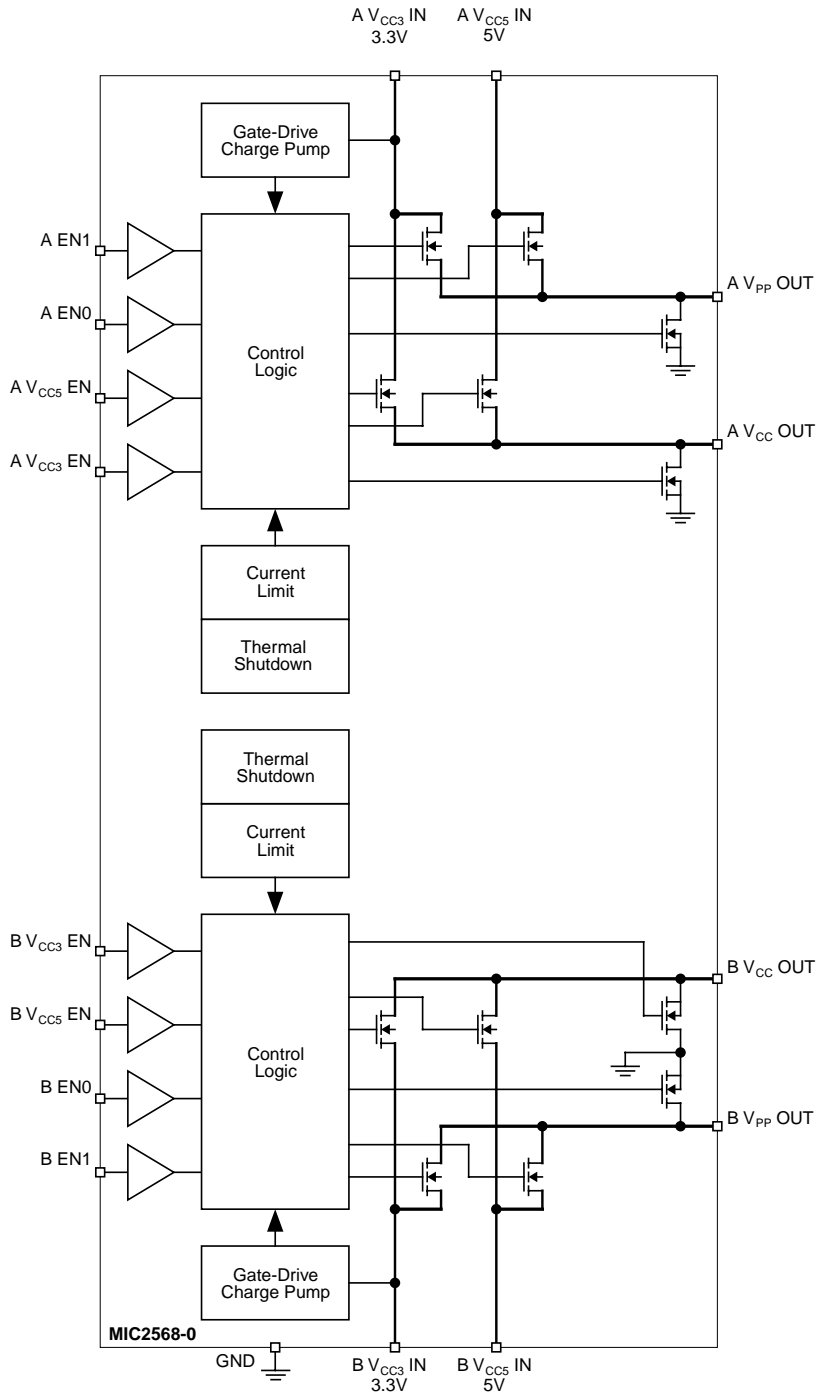 A VCC3 IN
3.3V
A VCC5 IN
5V
Gate-Drive
Charge Pump
A EN1
A EN0
A VCC5 EN
A VCC3 EN
Control
Logic
A VPP OUT
A VCC OUT
Current
Limit
Thermal
Shutdown
Thermal
Shutdown
Current
Limit
B VCC3 EN
B VCC5 EN
B EN0
B EN1
Control
Logic
B VCC OUT
B VPP OUT
Gate-Drive
Charge Pump
MIC2568-0
GND
B VCC3 IN
3.3V
B VCC5 IN
5V